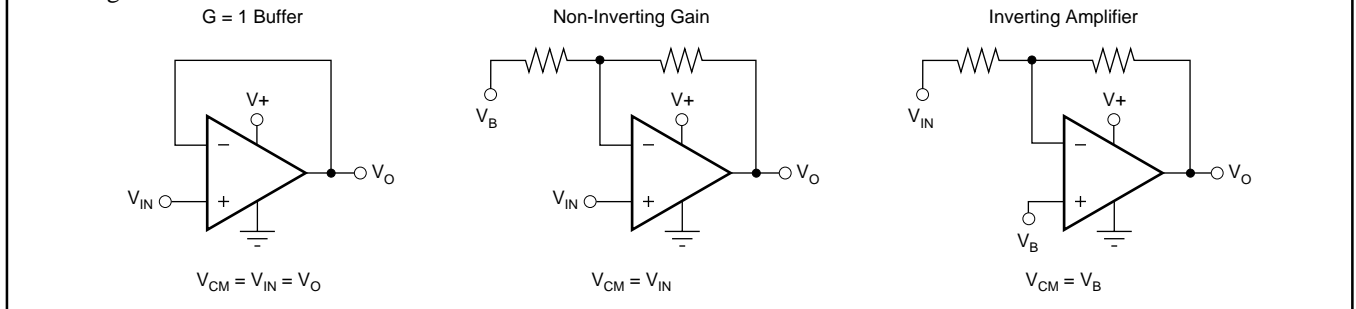 G = 1 Buffer
Non-Inverting Gain
Inverting Amplifier
V+
−
+
V_IN
V_O
V_CM = V_IN = V_O
V_B
V+
−
+
V_IN
V_O
V_CM = V_IN
V_IN
V+
−
+
V_B
V_O
V_CM = V_B